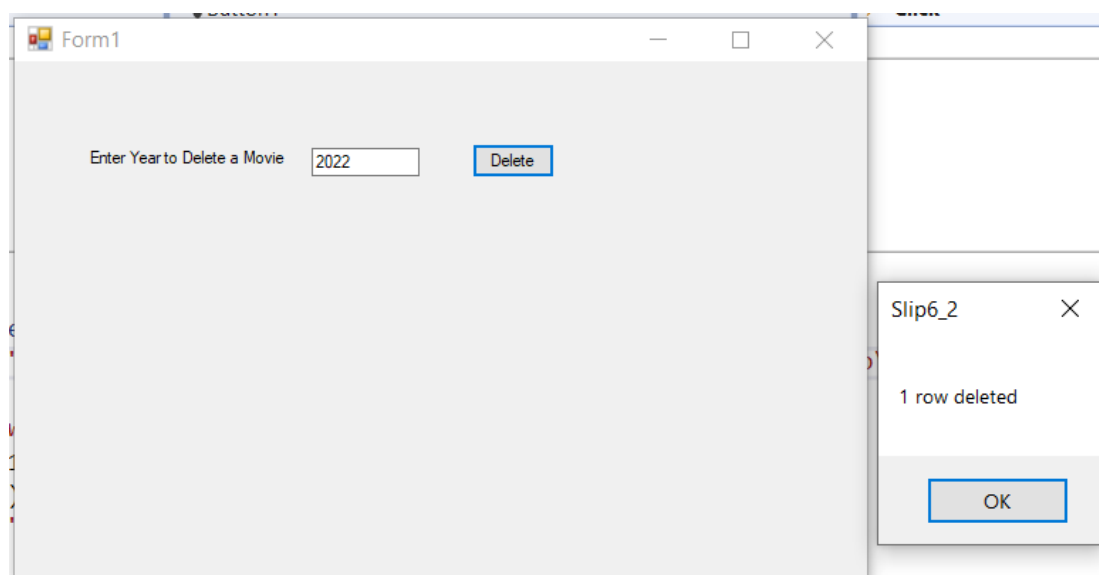 Click
Form1
Enter Year to Delete a Movie
2022
Delete
Slip6_2
1 row deleted
OK